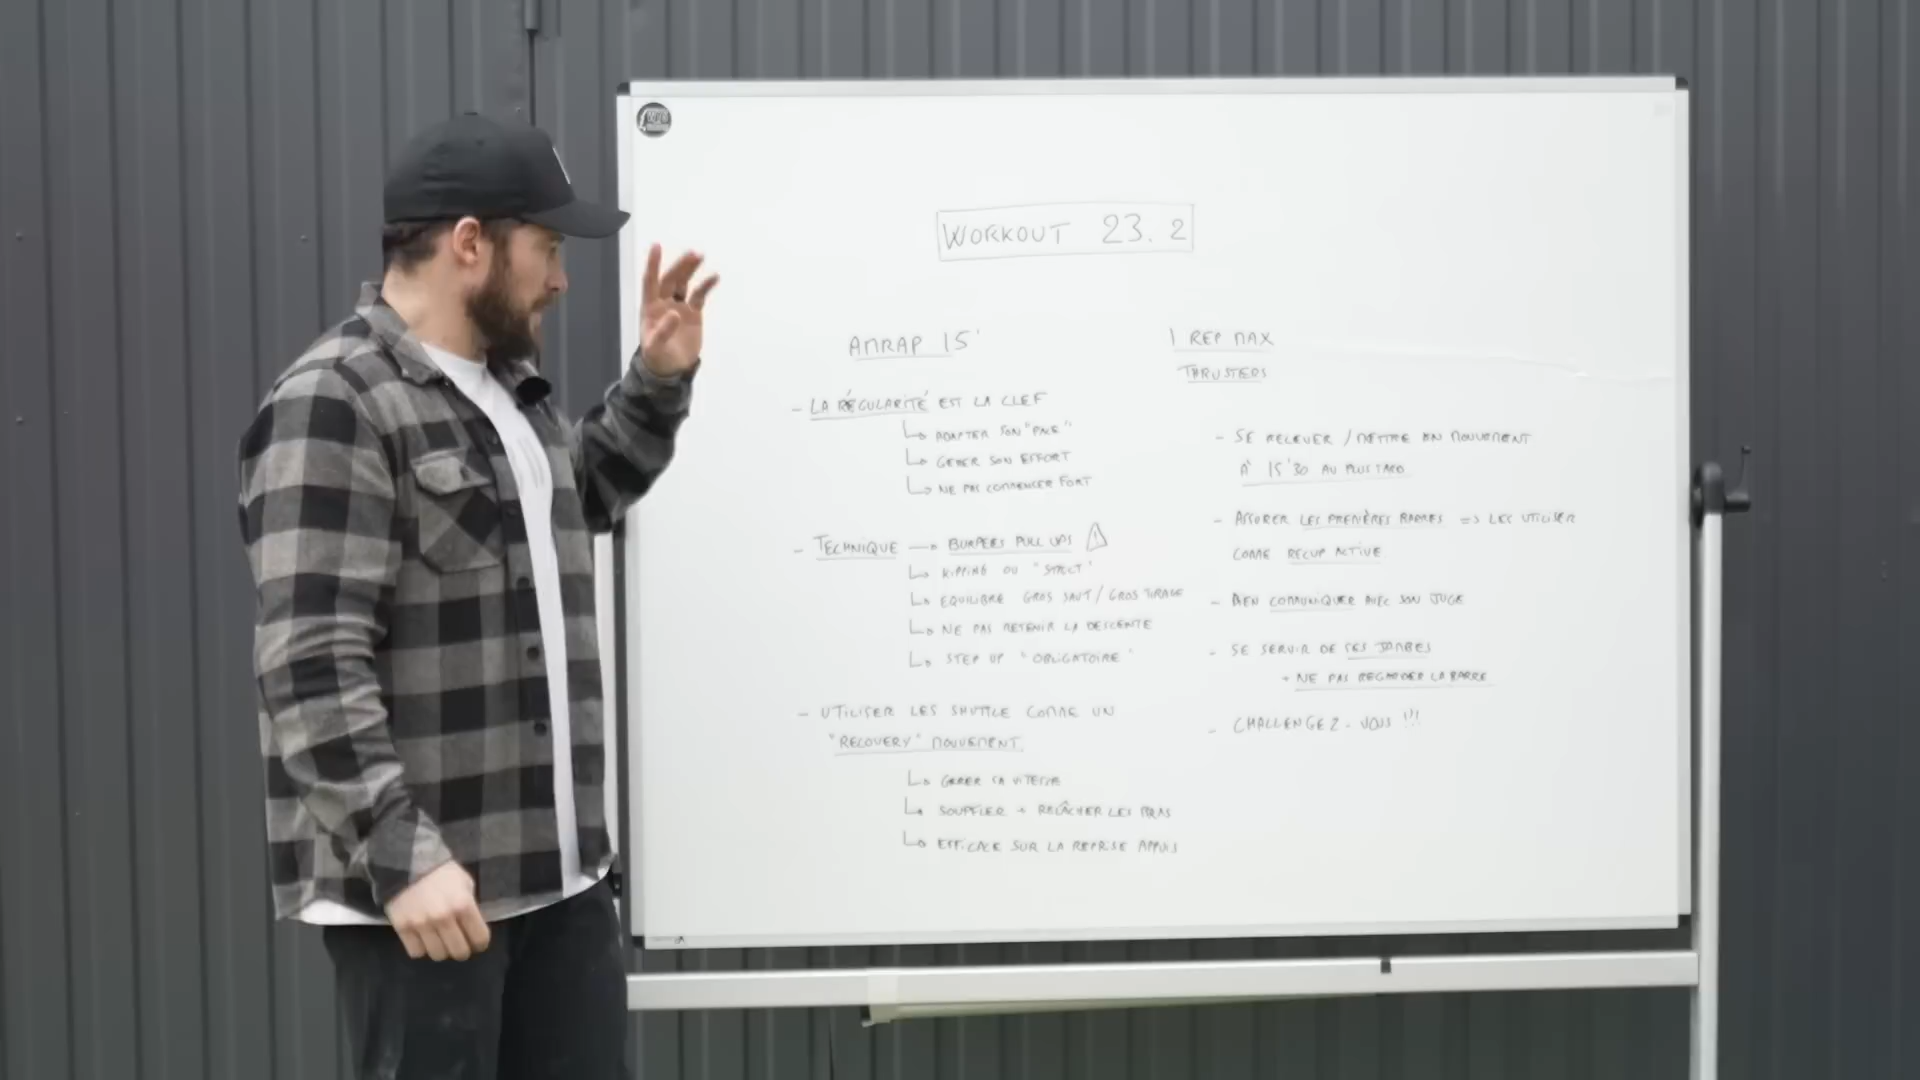 WORKOUT 23.2
AMRAP 15'
- LA RÉGULARITÉ EST LA CLEF
↳ ADAPTER SON "PACE"
↳ GERER SON EFFORT
↳ NE PAS COMMENCER FORT
- TECHNIQUE → BURPEES PULL UPS ⚠
↳ KIPPING OU "STRICT"
↳ EQUILIBRE GROS SAUT / GROS TIRAGE
↳ NE PAS RETENIR LA DESCENTE
↳ STEP UP "OBLIGATOIRE"
- UTILISER LES SHUTTLE COMME UN
"RECOVERY" MOUVEMENT.
↳ GERER SA VITESSE
↳ SOUFFLER + RELÂCHER LES BRAS
↳ EFFICACE SUR LA REPRISE APPUIS
1 REP MAX
THRUSTERS
- SE RELEVER / METTRE EN MOUVEMENT
À 15'30 AU PLUS TARD
- ASSURER LES PREMIÈRES BARRES => LES UTILISER
COMME RECUP ACTIVE
- BIEN COMMUNIQUER AVEC SON JUGE
- SE SERVIR DE SES JAMBES
+ NE PAS REGARDER LA BARRE
- CHALLENGEZ-VOUS !!!